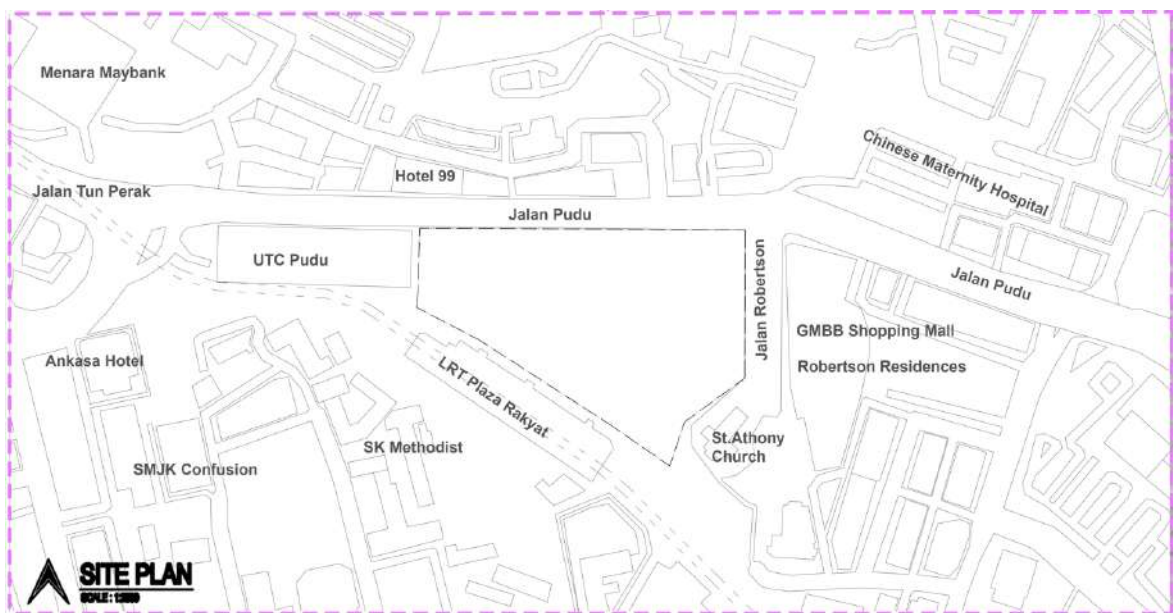 Menara Maybank
Chinese Maternity Hospital
Hotel 99
Jalan Tun Perak
Jalan Pudu
UTC Pudu
Jalan Robertson
Jalan Pudu
GMBB Shopping Mall
Ankasa Hotel
LRT Plaza Rakyat
Robertson Residences
SK Methodist
St.Athony
Church
SMJK Confusion
SITE PLAN
SCALE :